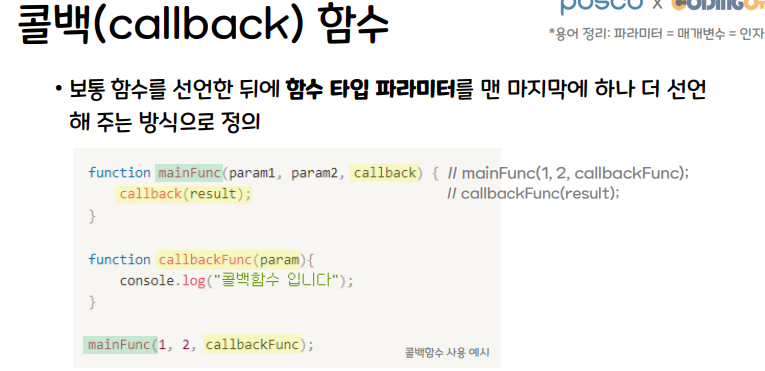 콜백(callback) 함수
posco x CODINGOn
*용어 정리: 파라미터 = 매개변수 = 인자
• 보통 함수를 선언한 뒤에 함수 타입 파라미터를 맨 마지막에 하나 더 선언
해 주는 방식으로 정의
function mainFunc(param1, param2, callback) { // mainFunc(1, 2, callbackFunc);
callback(result); // callbackFunc(result);
}
function callbackFunc(param){
console.log("콜백함수 입니다");
}
mainFunc(1, 2, callbackFunc);
콜백함수 사용 예시